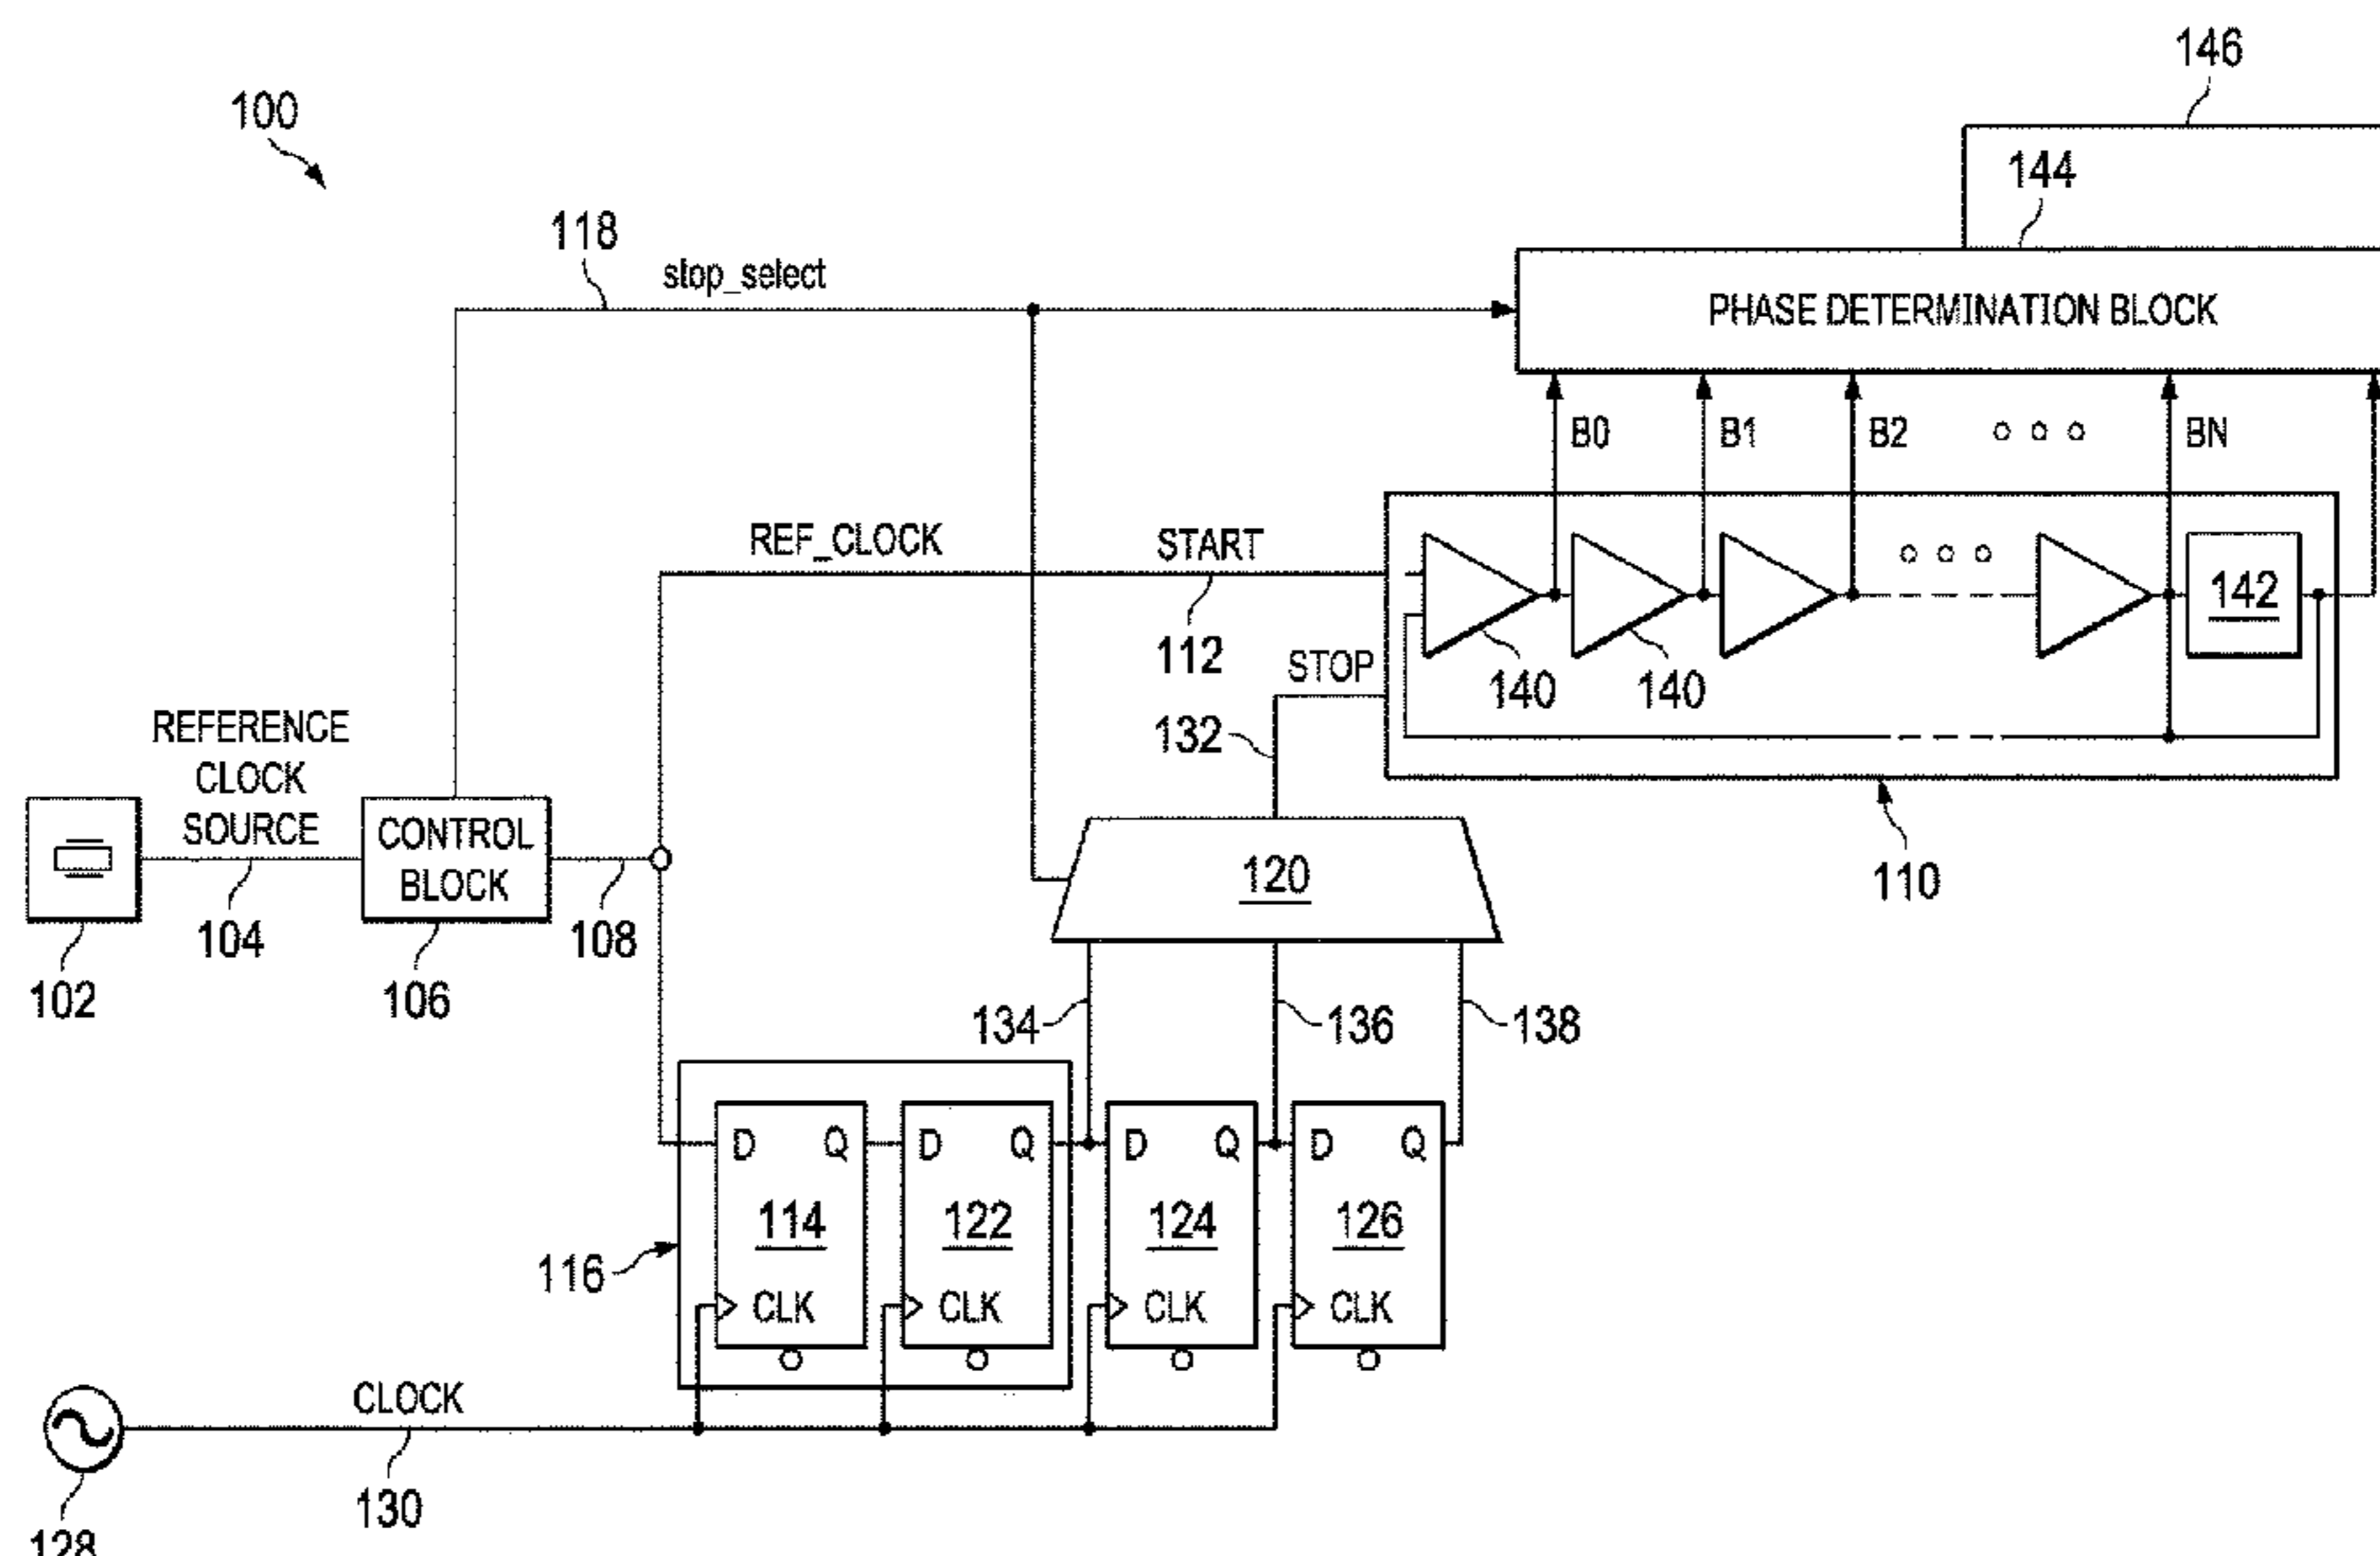 146
100
144
118
stop_select
PHASE DETERMINATION BLOCK
B0
B1
B2
BN
REF_CLOCK
START
142
112
STOP
140
140
132
REFERENCE
CLOCK
SOURCE
CONTROL
BLOCK
120
110
104
108
102
106
134
136
138
D Q
D Q
D Q
D Q
114
122
124
126
116
CLK
CLK
CLK
CLK
CLOCK
130
128